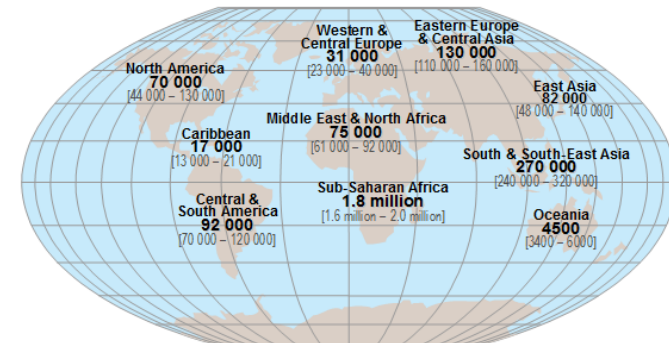 Western &
Central Europe
31 000
[23 000 – 40 000]
Eastern Europe
& Central Asia
130 000
[110 000 – 160 000]
North America
70 000
[44 000 – 130 000]
East Asia
82 000
[48 000 – 140 000]
Middle East & North Africa
75 000
[61 000 – 92 000]
Caribbean
17 000
[13 000 – 21 000]
South & South-East Asia
270 000
[240 000 – 320 000]
Sub-Saharan Africa
1.8 million
[1.6 million – 2.0 million]
Central &
South America
92 000
[70 000 – 120 000]
Oceania
4500
[3400 – 6000]